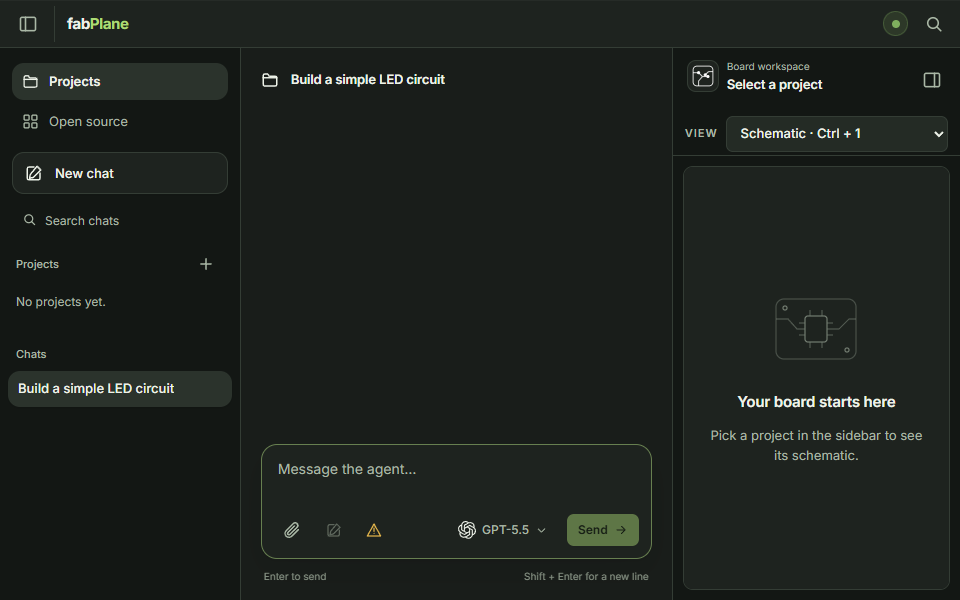 fabPlane
Projects
Open source
New chat
Search chats
Projects
No projects yet.
Chats
Build a simple LED circuit
Build a simple LED circuit
Message the agent...
GPT-5.5
Send
Enter to send
Shift + Enter for a new line
Board workspace
Select a project
VIEW
Schematic · Ctrl + 1
Your board starts here
Pick a project in the sidebar to see
its schematic.